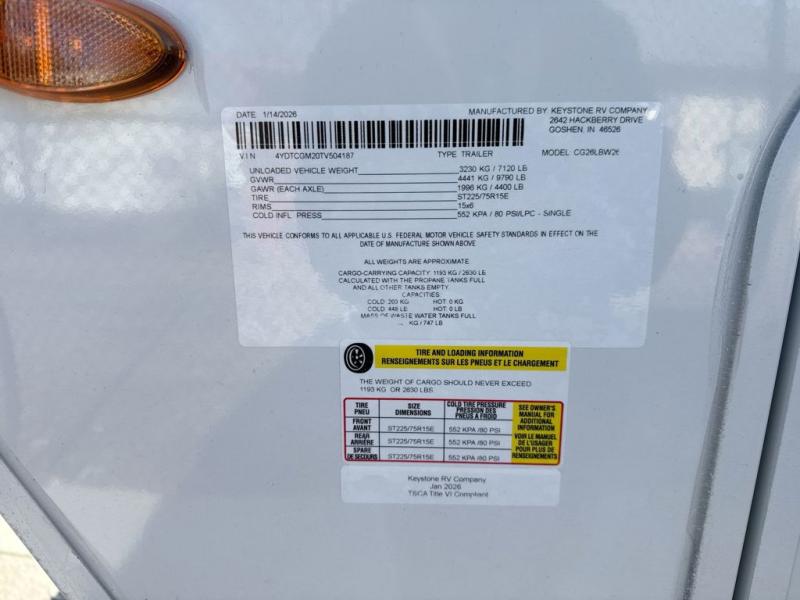 DATE 1/14/2026
MANUFACTURED BY: KEYSTONE RV COMPANY
2642 HACKBERRY DRIVE
GOSHEN, IN 46526
V.I.N 4YDTCGM20TV504187 TYPE: TRAILER MODEL: CG26LBW26
UNLOADED VEHICLE WEIGHT 3230 KG / 7120 LB
GVWR 4441 KG / 9790 LB
GAWR (EACH AXLE) 1996 KG / 4400 LB
TIRE ST225/75R15E
RIMS 15x6
COLD INFL. PRESS 552 KPA / 80 PSI/LPC - SINGLE
THIS VEHICLE CONFORMS TO ALL APPLICABLE U.S. FEDERAL MOTOR VEHICLE SAFETY STANDARDS IN EFFECT ON THE
DATE OF MANUFACTURE SHOWN ABOVE
ALL WEIGHTS ARE APPROXIMATE
CARGO-CARRYING CAPACITY: 1193 KG / 2630 LB
CALCULATED WITH THE PROPANE TANKS FULL
AND ALL OTHER TANKS EMPTY.
CAPACITIES:
COLD: 203 KG HOT: 0 KG
COLD: 448 LB HOT: 0 LB
MASS OF WASTE WATER TANKS FULL
KG / 747 LB
TIRE AND LOADING INFORMATION
RENSEIGNEMENTS SUR LES PNEUS ET LE CHARGEMENT
THE WEIGHT OF CARGO SHOULD NEVER EXCEED
1193 KG OR 2630 LBS.
TIRE
PNEU
SIZE
DIMENSIONS
COLD TIRE PRESSURE
PRESSION DES
PNEUS A FROID
FRONT
AVANT
ST225/75R15E 552 KPA /80 PSI
REAR
ARRIÈRE
ST225/75R15E 552 KPA /80 PSI
SPARE
DE SECOURS
ST225/75R15E 552 KPA /80 PSI
SEE OWNER'S
MANUAL FOR
ADDITIONAL
INFORMATION
VOIR LE MANUEL
DE L'USAGER
POUR PLUS DE
RENSEIGNEMENTS
Keystone RV Company
Jan 2026
TSCA Title VI Compliant